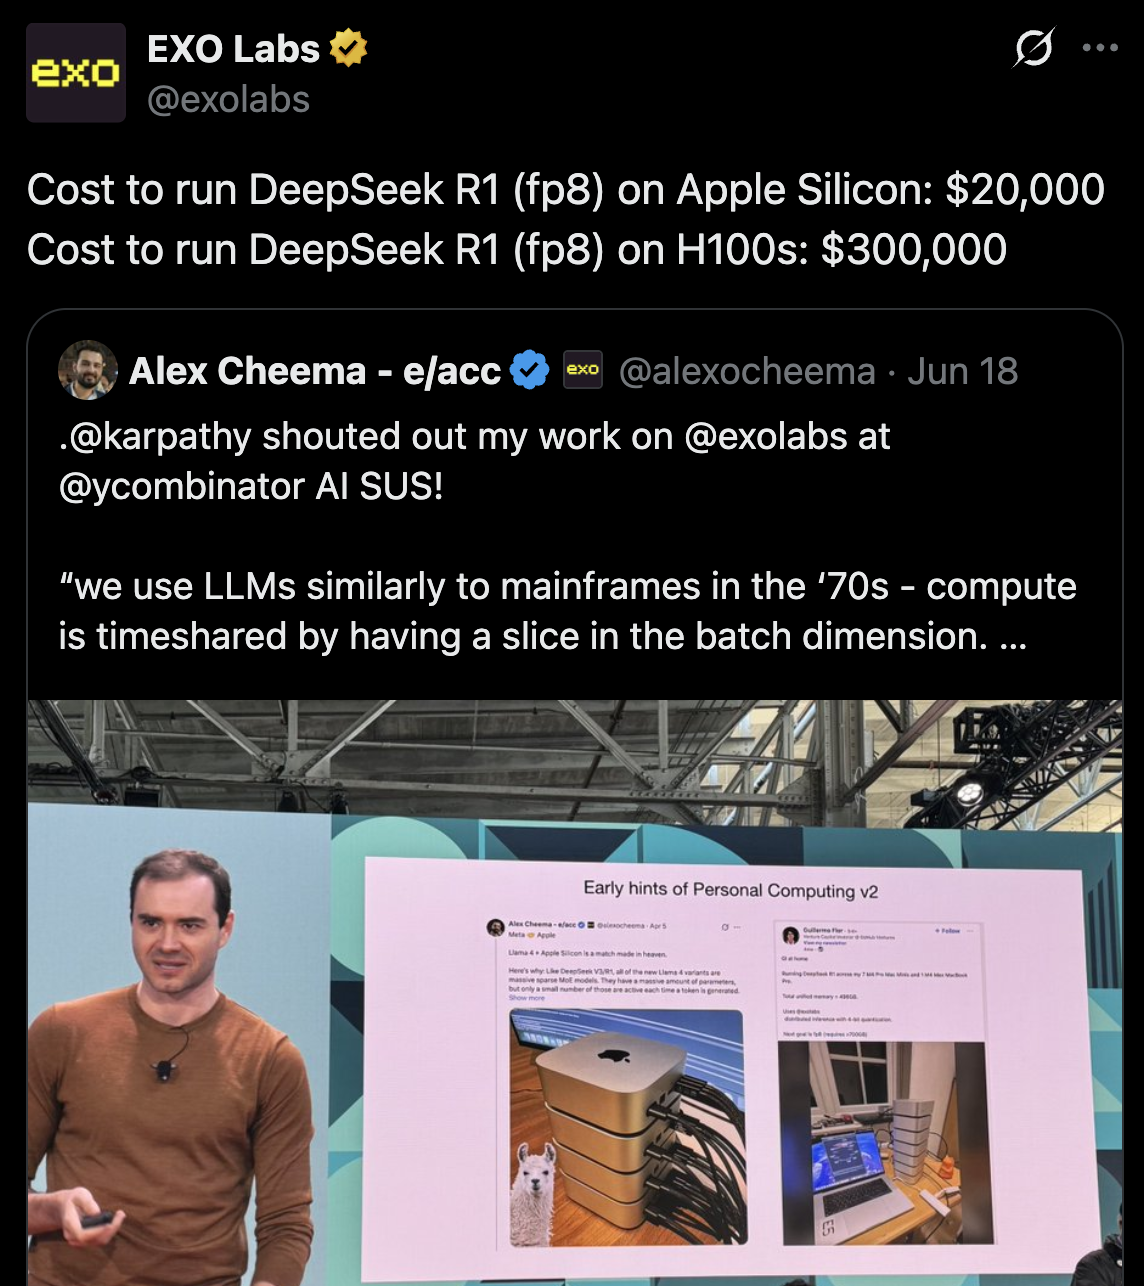 exo
EXO Labs
@exolabs
Cost to run DeepSeek R1 (fp8) on Apple Silicon: $20,000
Cost to run DeepSeek R1 (fp8) on H100s: $300,000
Alex Cheema - e/acc exo @alexocheema · Jun 18
.@karpathy shouted out my work on @exolabs at
@ycombinator AI SUS!
“we use LLMs similarly to mainframes in the ‘70s - compute
is timeshared by having a slice in the batch dimension. ...
Early hints of Personal Computing v2
Alex Cheema - e/acc @alexocheema · Apr 5
Meta Apple
Llama 4 + Apple Silicon is a match made in heaven.
Here's why: Like DeepSeek V3/R1, all of the new Llama 4 variants are
massive sparse MoE models. They have a massive amount of parameters,
but only a small number of those are active each time a token is generated.
Show more
+ Follow
View my newsletter
Running DeepSeek R1 across my 7 M4 Pro Mac Minis and 1 M4 Max MacBook
Pro.
Total unified memory = 496GB.
Uses @exolabs
distributed inference with 4-bit quantization.
Next goal is fp8 (requires >700GB)